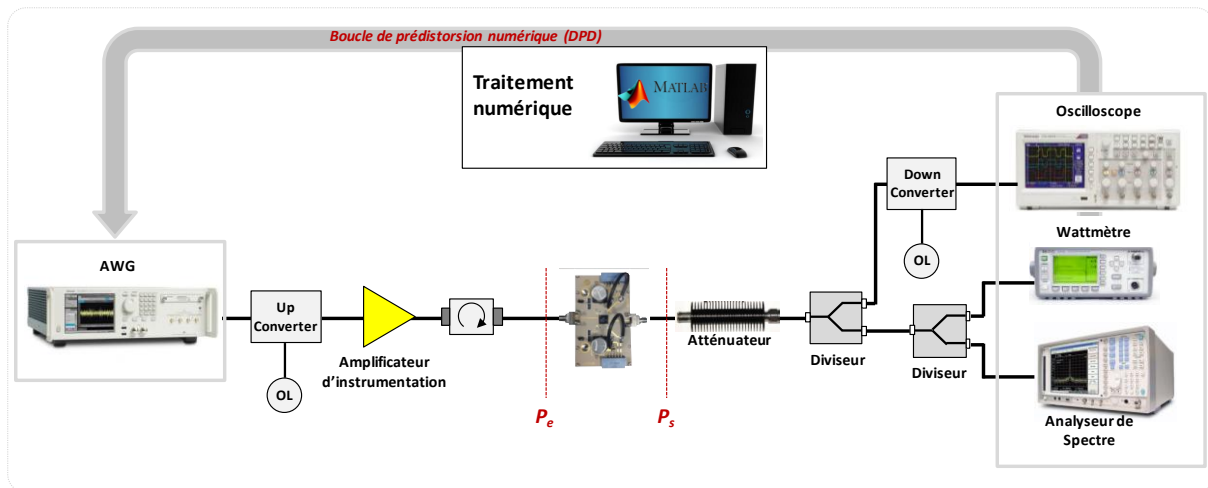 Boucle de prédistorsion numérique (DPD)
Traitement
numérique
MATLAB
Oscilloscope
Down
Converter
OL
Wattmètre
AWG
Up
Converter
OL
Amplificateur
d'instrumentation
Atténuateur
Diviseur
Diviseur
Analyseur de
Spectre
Pe
Ps